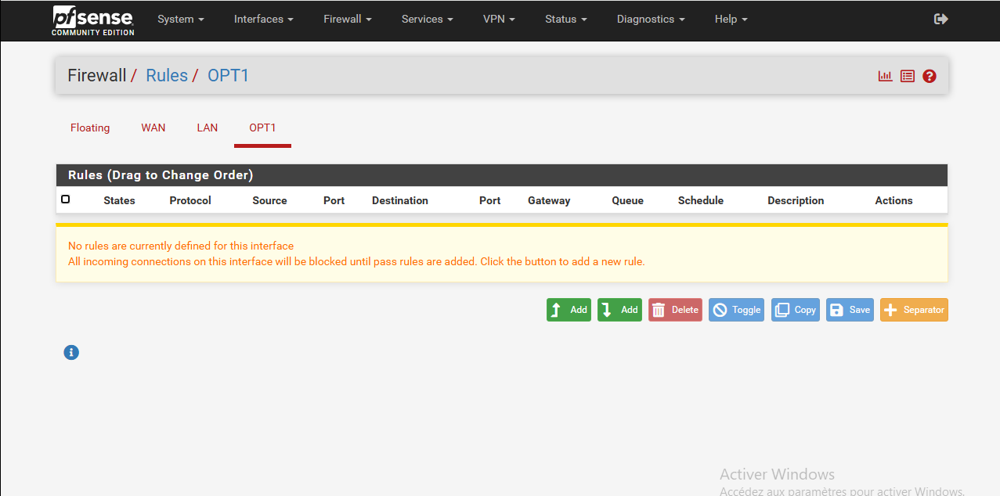 pfsense System Interfaces Firewall Services VPN Status Diagnostics Help
COMMUNITY EDITION
Firewall / Rules / OPT1
Floating WAN LAN OPT1
Rules (Drag to Change Order)
States Protocol Source Port Destination Port Gateway Queue Schedule Description Actions
No rules are currently defined for this interface
All incoming connections on this interface will be blocked until pass rules are added. Click the button to add a new rule.
Add Add Delete Toggle Copy Save Separator
Activer Windows
Accédez aux paramètres pour activer Windows.